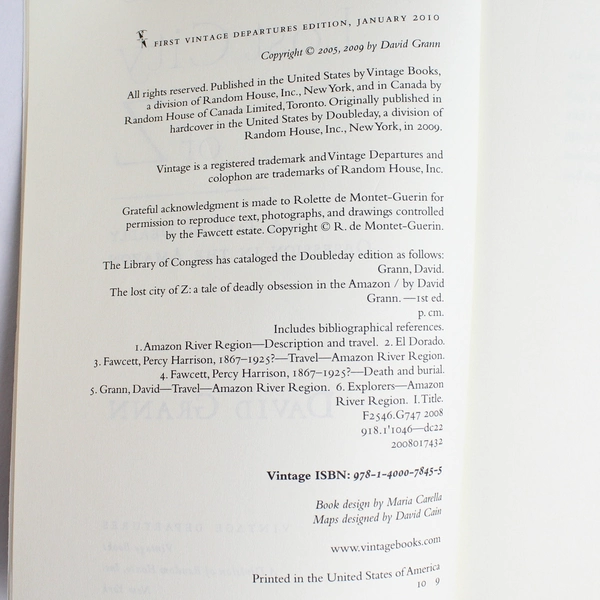 FIRST VINTAGE DEPARTURES EDITION, JANUARY 2010
Copyright © 2005, 2009 by David Grann
All rights reserved. Published in the United States by Vintage Books,
a division of Random House, Inc., New York, and in Canada by
Random House of Canada Limited, Toronto. Originally published in
hardcover in the United States by Doubleday, a division of
Random House, Inc., New York, in 2009.
Vintage is a registered trademark and Vintage Departures and
colophon are trademarks of Random House, Inc.
Grateful acknowledgment is made to Rolette de Montet-Guerin for
permission to reproduce text, photographs, and drawings controlled
by the Fawcett estate. Copyright © R. de Montet-Guerin.
The Library of Congress has cataloged the Doubleday edition as follows:
Grann, David.
The lost city of Z : a tale of deadly obsession in the Amazon / by David
Grann.—1st ed.
p. cm.
Includes bibliographical references.
1. Amazon River Region—Description and travel. 2. El Dorado.
3. Fawcett, Percy Harrison, 1867–1925?—Travel—Amazon River Region.
4. Fawcett, Percy Harrison, 1867–1925?—Death and burial.
5. Grann, David—Travel—Amazon River Region. 6. Explorers—Amazon
River Region. I. Title.
F2546.G747 2008
918.1'1046—dc22
2008017432
Vintage ISBN: 978-1-4000-7845-5
Book design by Maria Carella
Maps designed by David Cain
www.vintagebooks.com
Printed in the United States of America
10 9